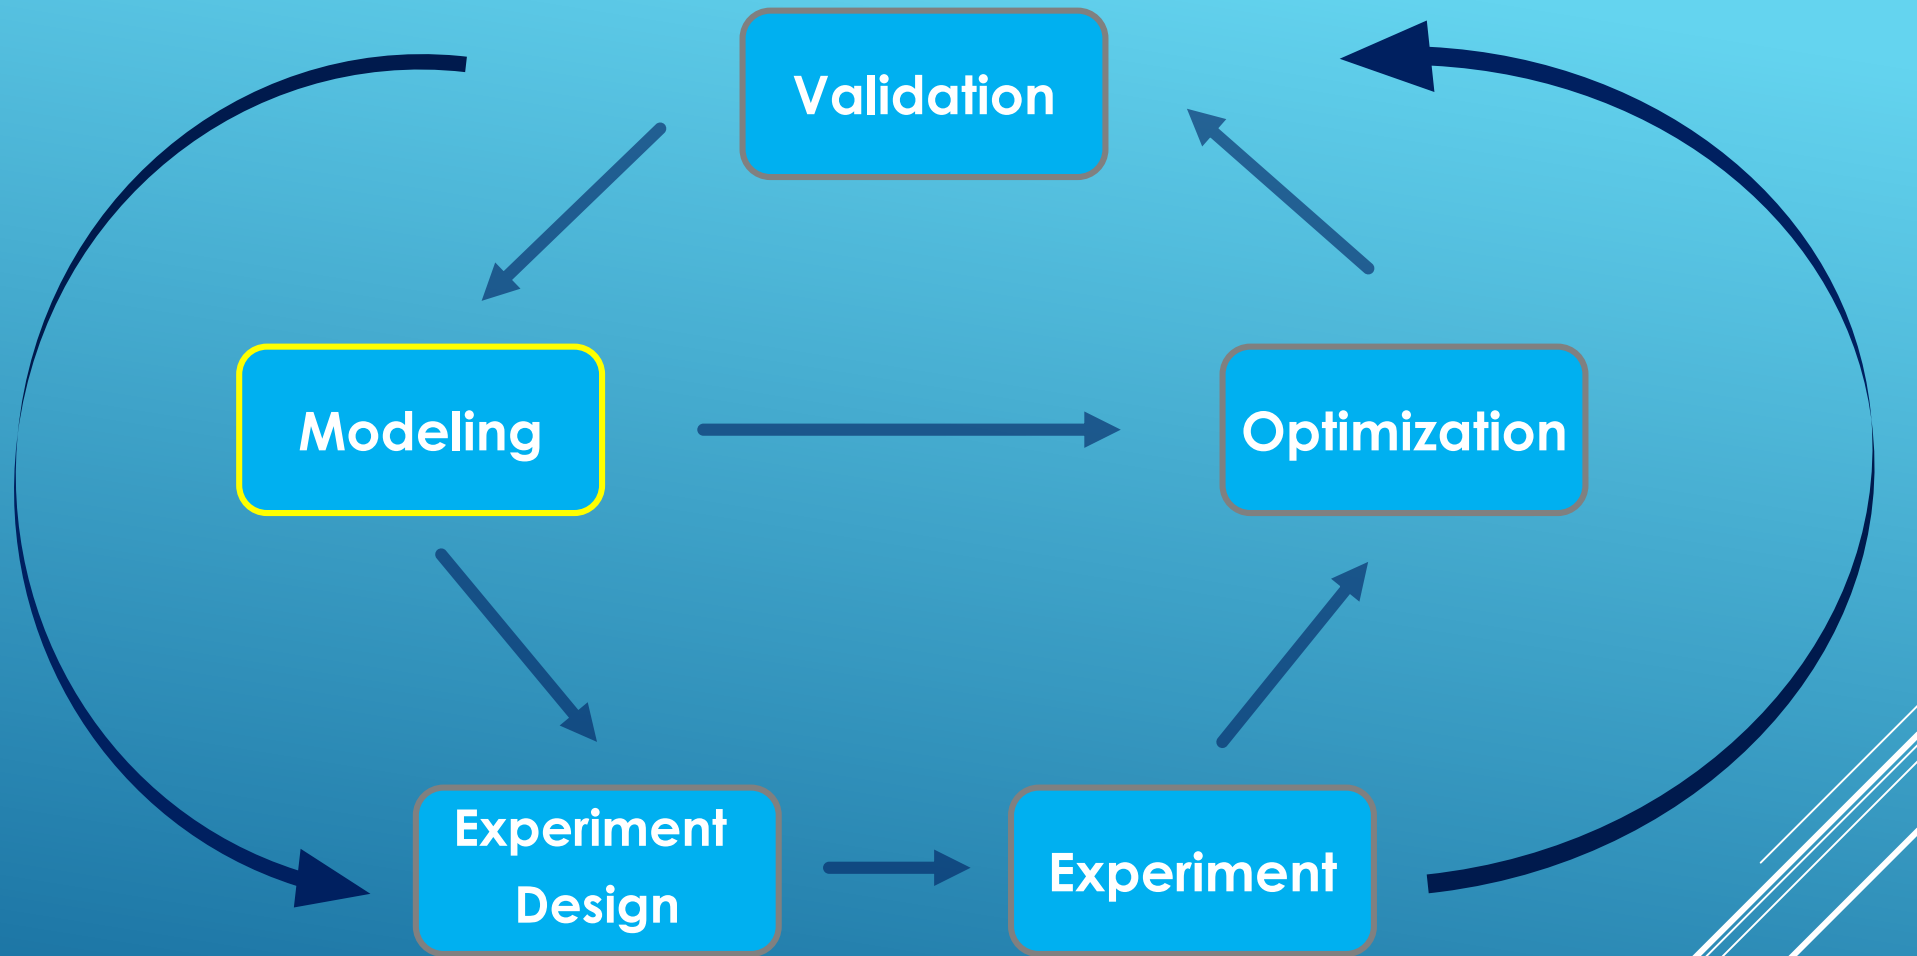 Validation
Modeling
Optimization
Experiment
Design
Experiment